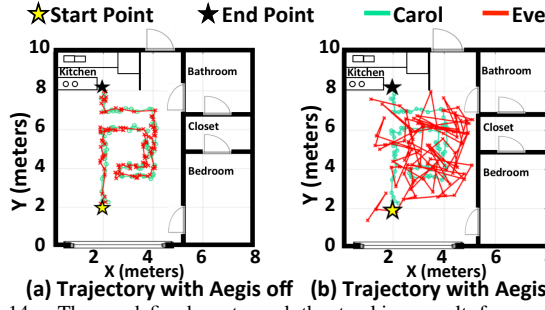 Start Point End Point Carol Eve
10 10
Kitchen Bathroom Kitchen Bathroom
8 8
6 Closet 6 Closet
Y (meters) Y (meters)
4 Bedroom 4 Bedroom
2 2
0 0
2 4 6 8 2 4 6 8
X (meters) X (meters)
(a) Trajectory with Aegis off (b) Trajectory with Aegis